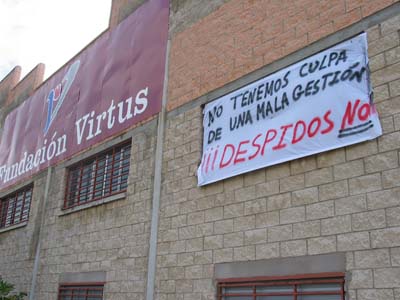 Fundación Virtus
NO TENEMOS CULPA
DE UNA MALA GESTIÓN
¡¡¡DESPIDOS NO